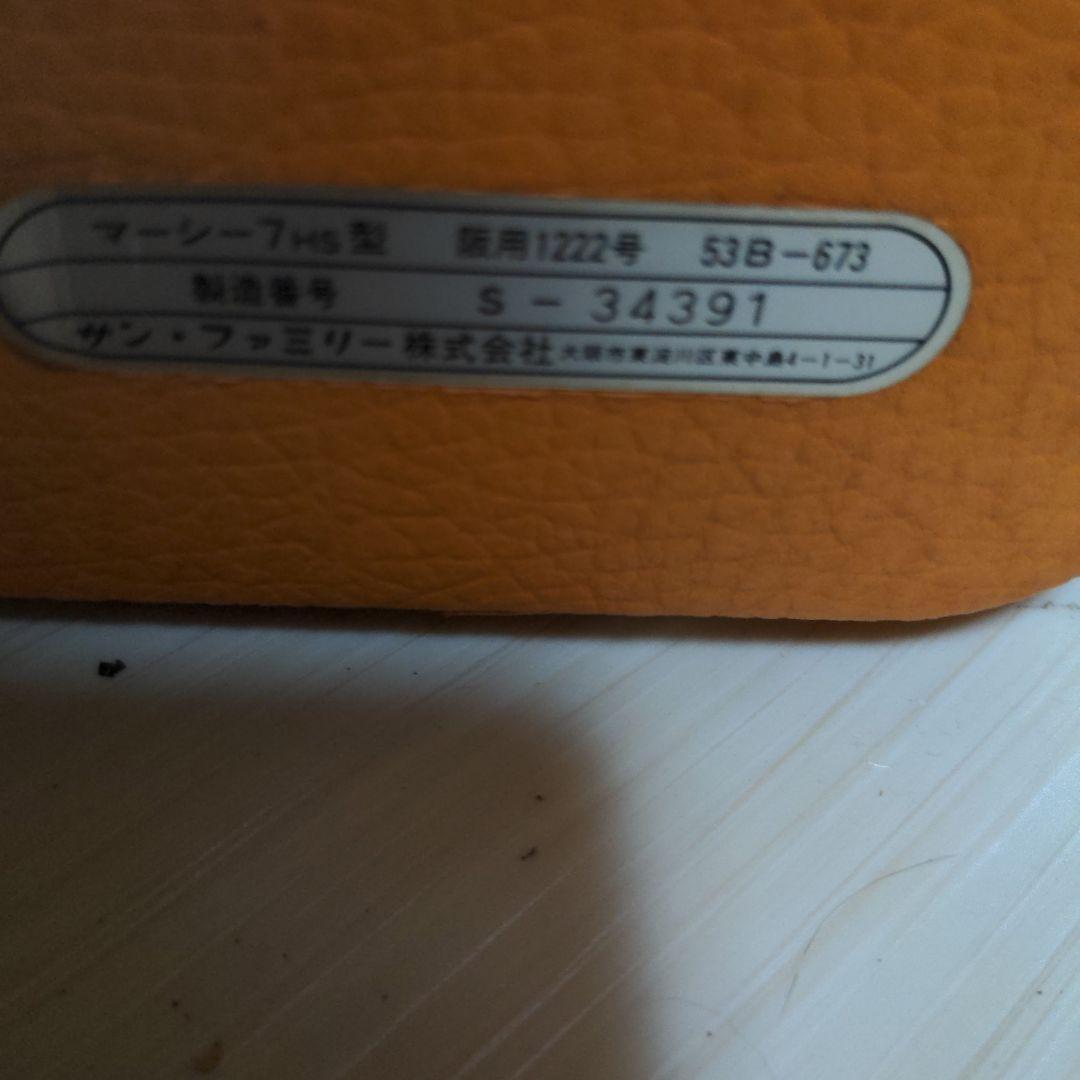 マーシー7HS型 阪用1222号 53B-673
製造番号 S-34391
サン・ファミリー株式会社 大阪市東淀川区東中島4-1-31